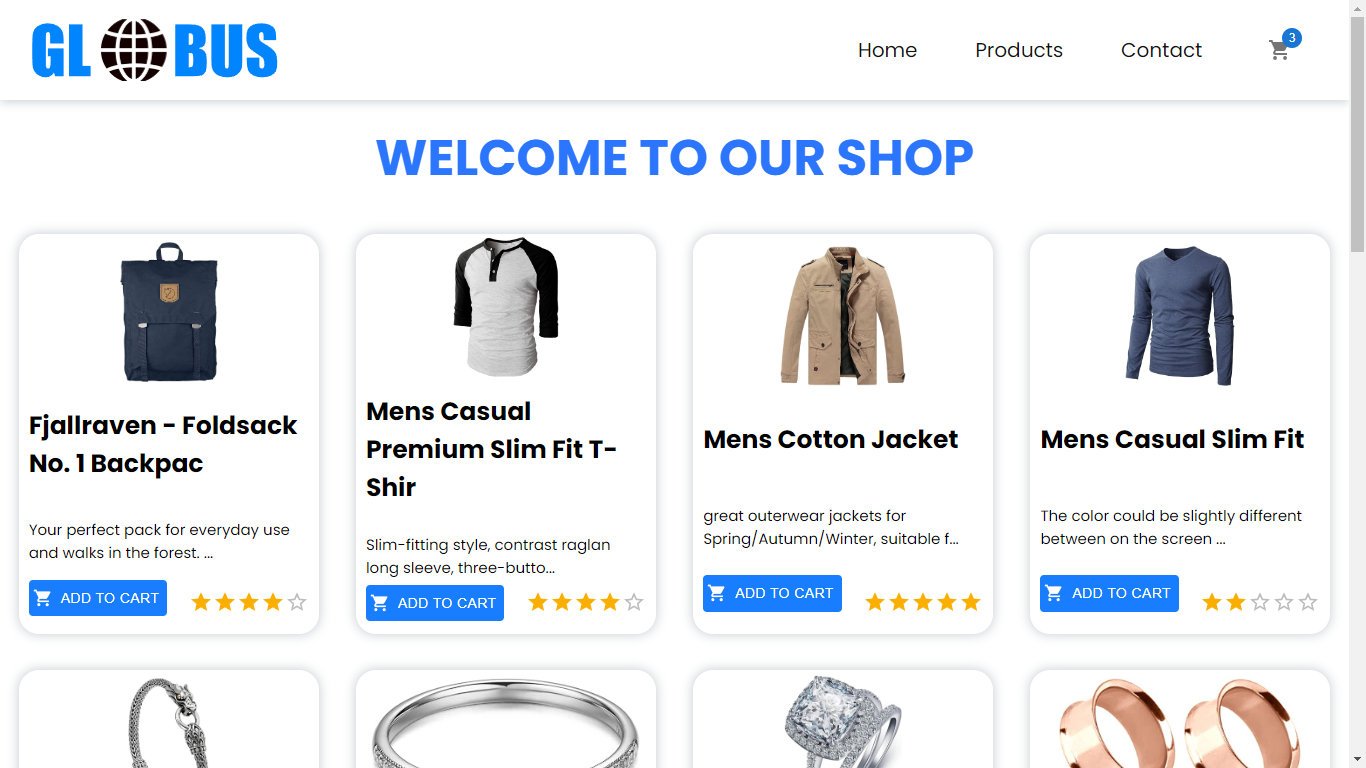 GLOBUS
Home
Products
Contact
3
WELCOME TO OUR SHOP
Fjallraven - Foldsack
No. 1 Backpac
Your perfect pack for everyday use
and walks in the forest. ...
ADD TO CART
Mens Casual
Premium Slim Fit T-
Shir
Slim-fitting style, contrast raglan
long sleeve, three-butto...
ADD TO CART
Mens Cotton Jacket
great outerwear jackets for
Spring/Autumn/Winter, suitable f...
ADD TO CART
Mens Casual Slim Fit
The color could be slightly different
between on the screen ...
ADD TO CART